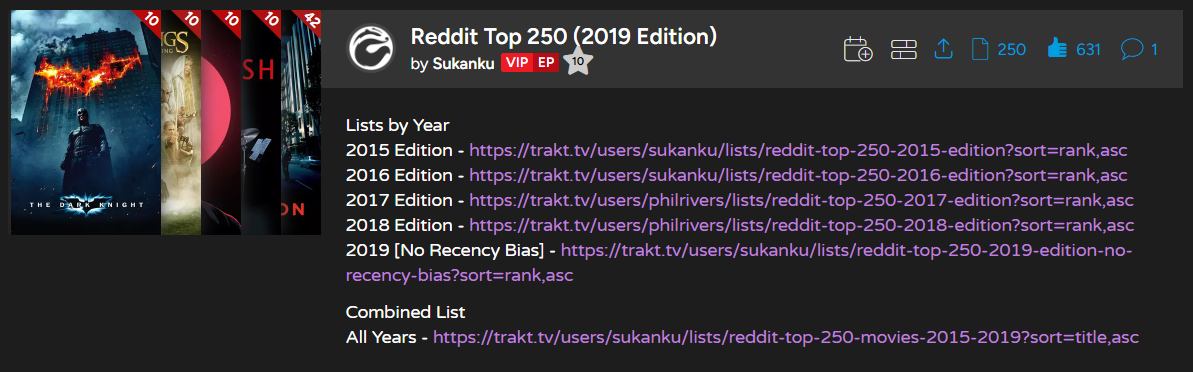 10
10
10
10
42
THE DARK KNIGHT
GS
ING
SH
ON
Reddit Top 250 (2019 Edition)
by Sukanku VIP EP 10
250 631 1
Lists by Year
2015 Edition - https://trakt.tv/users/sukanku/lists/reddit-top-250-2015-edition?sort=rank,asc
2016 Edition - https://trakt.tv/users/sukanku/lists/reddit-top-250-2016-edition?sort=rank,asc
2017 Edition - https://trakt.tv/users/philrivers/lists/reddit-top-250-2017-edition?sort=rank,asc
2018 Edition - https://trakt.tv/users/philrivers/lists/reddit-top-250-2018-edition?sort=rank,asc
2019 [No Recency Bias] - https://trakt.tv/users/sukanku/lists/reddit-top-250-2019-edition-no-
recency-bias?sort=rank,asc
Combined List
All Years - https://trakt.tv/users/sukanku/lists/reddit-top-250-movies-2015-2019?sort=title,asc